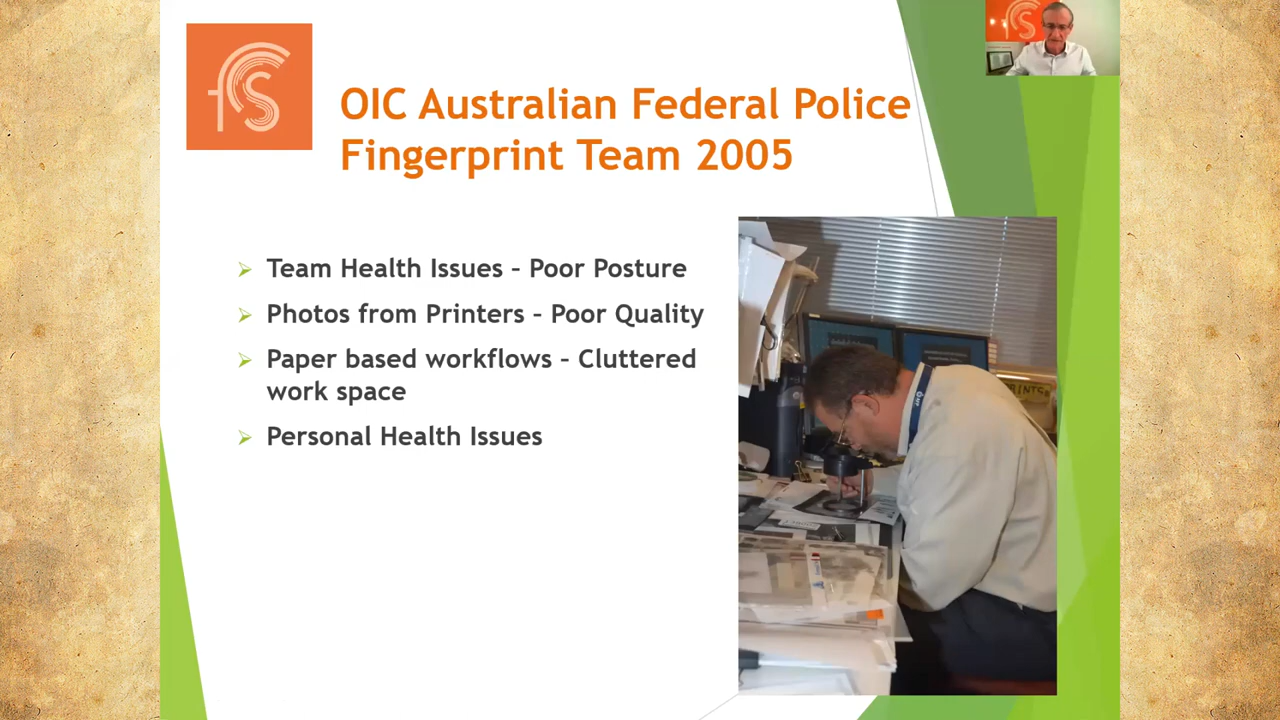 fS
OIC Australian Federal Police
Fingerprint Team 2005
Team Health Issues – Poor Posture
Photos from Printers – Poor Quality
Paper based workflows – Cluttered
work space
Personal Health Issues